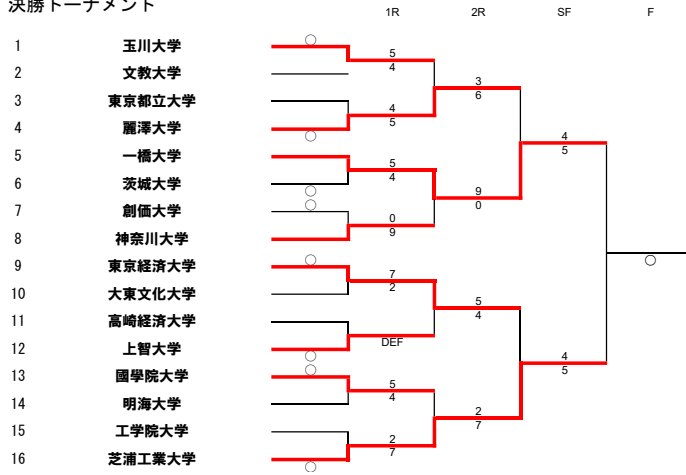 決勝トーナメント
1R 2R SF F
1 玉川大学 ○
2 文教大学
5
4
3 東京都立大学
4 麗澤大学 ○
4
5
3
6
5 一橋大学
6 茨城大学 ○
5
4
4
5
7 創価大学 ○
8 神奈川大学
0
9
9
0
9 東京経済大学 ○
10 大東文化大学
7
2
○
11 高崎経済大学
12 上智大学 ○
DEF
5
4
13 國學院大学 ○
14 明海大学
5
4
4
5
15 工学院大学
16 芝浦工業大学 ○
2
7
2
7